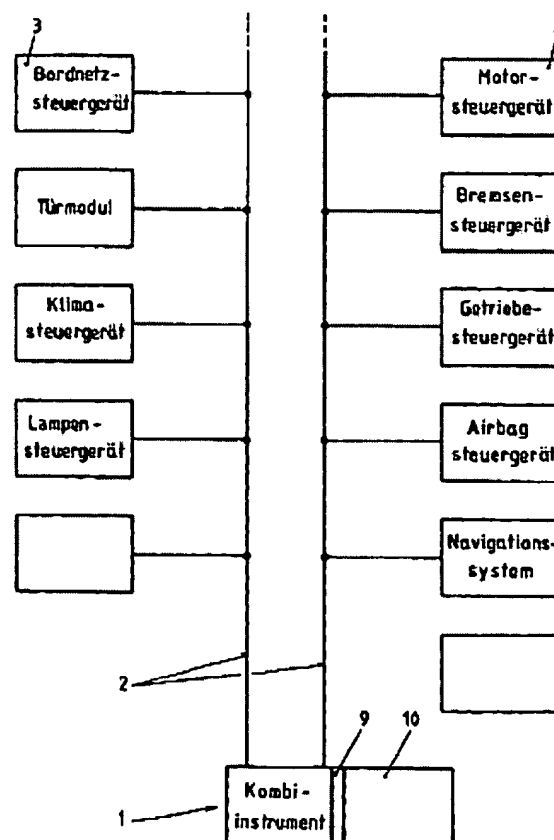 3
Bordnetz-
steuergerät
Türmodul
Klima-
steuergerät
Lampen-
steuergerät
Motor-
steuergerät
Bremsen-
steuergerät
Getriebe-
steuergerät
Airbag
steuergerät
Navigations-
system
2
9
10
1
Kombi-
instrument